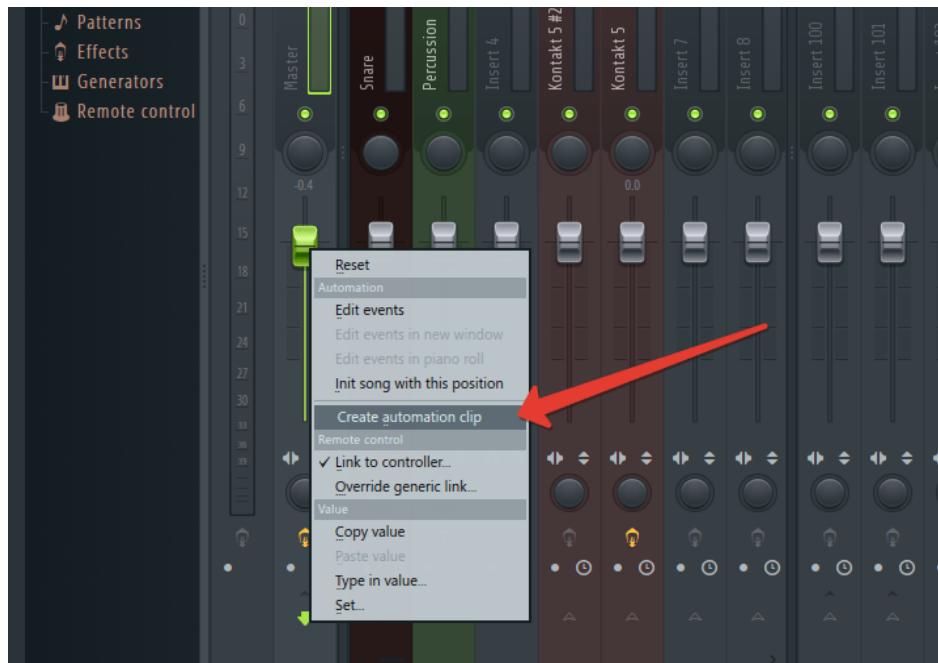 Patterns
Effects
Generators
Remote control
0
3
6
9
12
15
18
21
24
27
30
33
36
39
Master
Snare
Percussion
Insert 4
Kontakt 5 #2
Kontakt 5
Insert 7
Insert 8
Insert 100
Insert 101
-0.4
0.0
Reset
Automation
Edit events
Edit events in new window
Edit events in piano roll
Init song with this position
Create automation clip
Remote control
Link to controller...
Override generic link...
Value
Copy value
Paste value
Type in value...
Set...